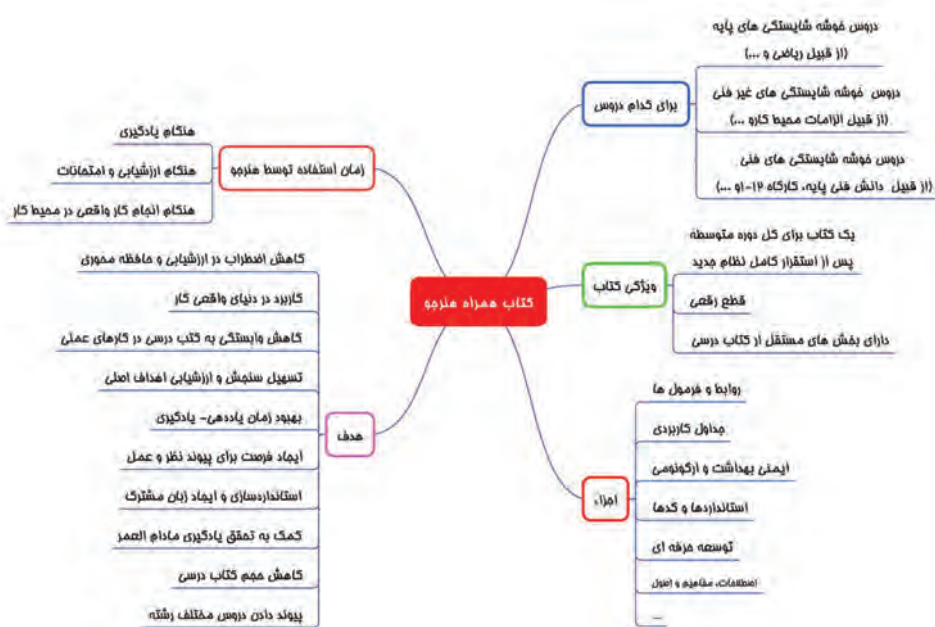 کتاب همراه هنرجو
برای کدام دروس
دروس خوشه شایستگی های پایه
(از قبیل ریاضی و ...)
دروس خوشه شایستگی های غیر فنی
(از قبیل الزامات محیط کارو ...)
دروس خوشه شایستگی های فنی
(از قبیل دانش فنی پایه، کارگاه ۱۲-۱و ...)
ویژگی کتاب
یک کتاب برای کل دوره متوسطه
پس از استقرار کامل نظام جدید
قطع رقعی
دارای بخش های مستقل از کتاب درسی
اجزاء
روابط و فرمول ها
جداول کاربردی
ایمنی بهداشت و ارگونومی
استانداردها و کدها
توسعه حرفه ای
اصطلاحات، مفاهیم و اصول
...
زمان استفاده توسط هنرجو
هنگام یادگیری
هنگام ارزشیابی و امتحانات
هنگام انجام کار واقعی در محیط کار
هدف
کاهش اضطراب در ارزشیابی و حافظه محوری
کاربرد در دنیای واقعی کار
کاهش وابستگی به کتب درسی در کارهای عملی
تسهیل سنجش و ارزشیابی اهداف اصلی
بهبود زمان یاددهی- یادگیری
ایجاد فرصت برای پیوند نظر و عمل
استانداردسازی و ایجاد زبان مشترک
کمک به تحقق یادگیری مادام العمر
کاهش حجم کتاب درسی
پیوند دادن دروس مختلف رشته